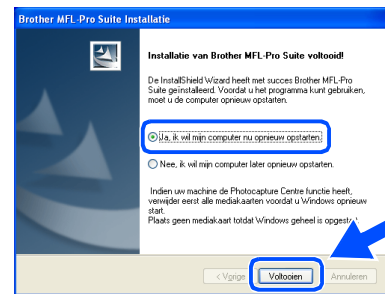 Brother MFL-Pro Suite Installatie
Installatie van Brother MFL-Pro Suite voltooid!
De InstallShield Wizard heeft met succes Brother MFL-Pro
Suite geïnstalleerd. Voordat u het programma kunt gebruiken,
moet u de computer opnieuw opstarten.
Ja, ik wil mijn computer nu opnieuw opstarten.
Nee, ik wil mijn computer later opnieuw opstarten.
Indien uw machine de Photocapture Centre functie heeft,
verwijder eerst alle mediakaarten voordat u Windows opnieuw
start.
Plaats geen mediakaart totdat Windows geheel is opgestart.
< Vorige Voltooien Annuleren